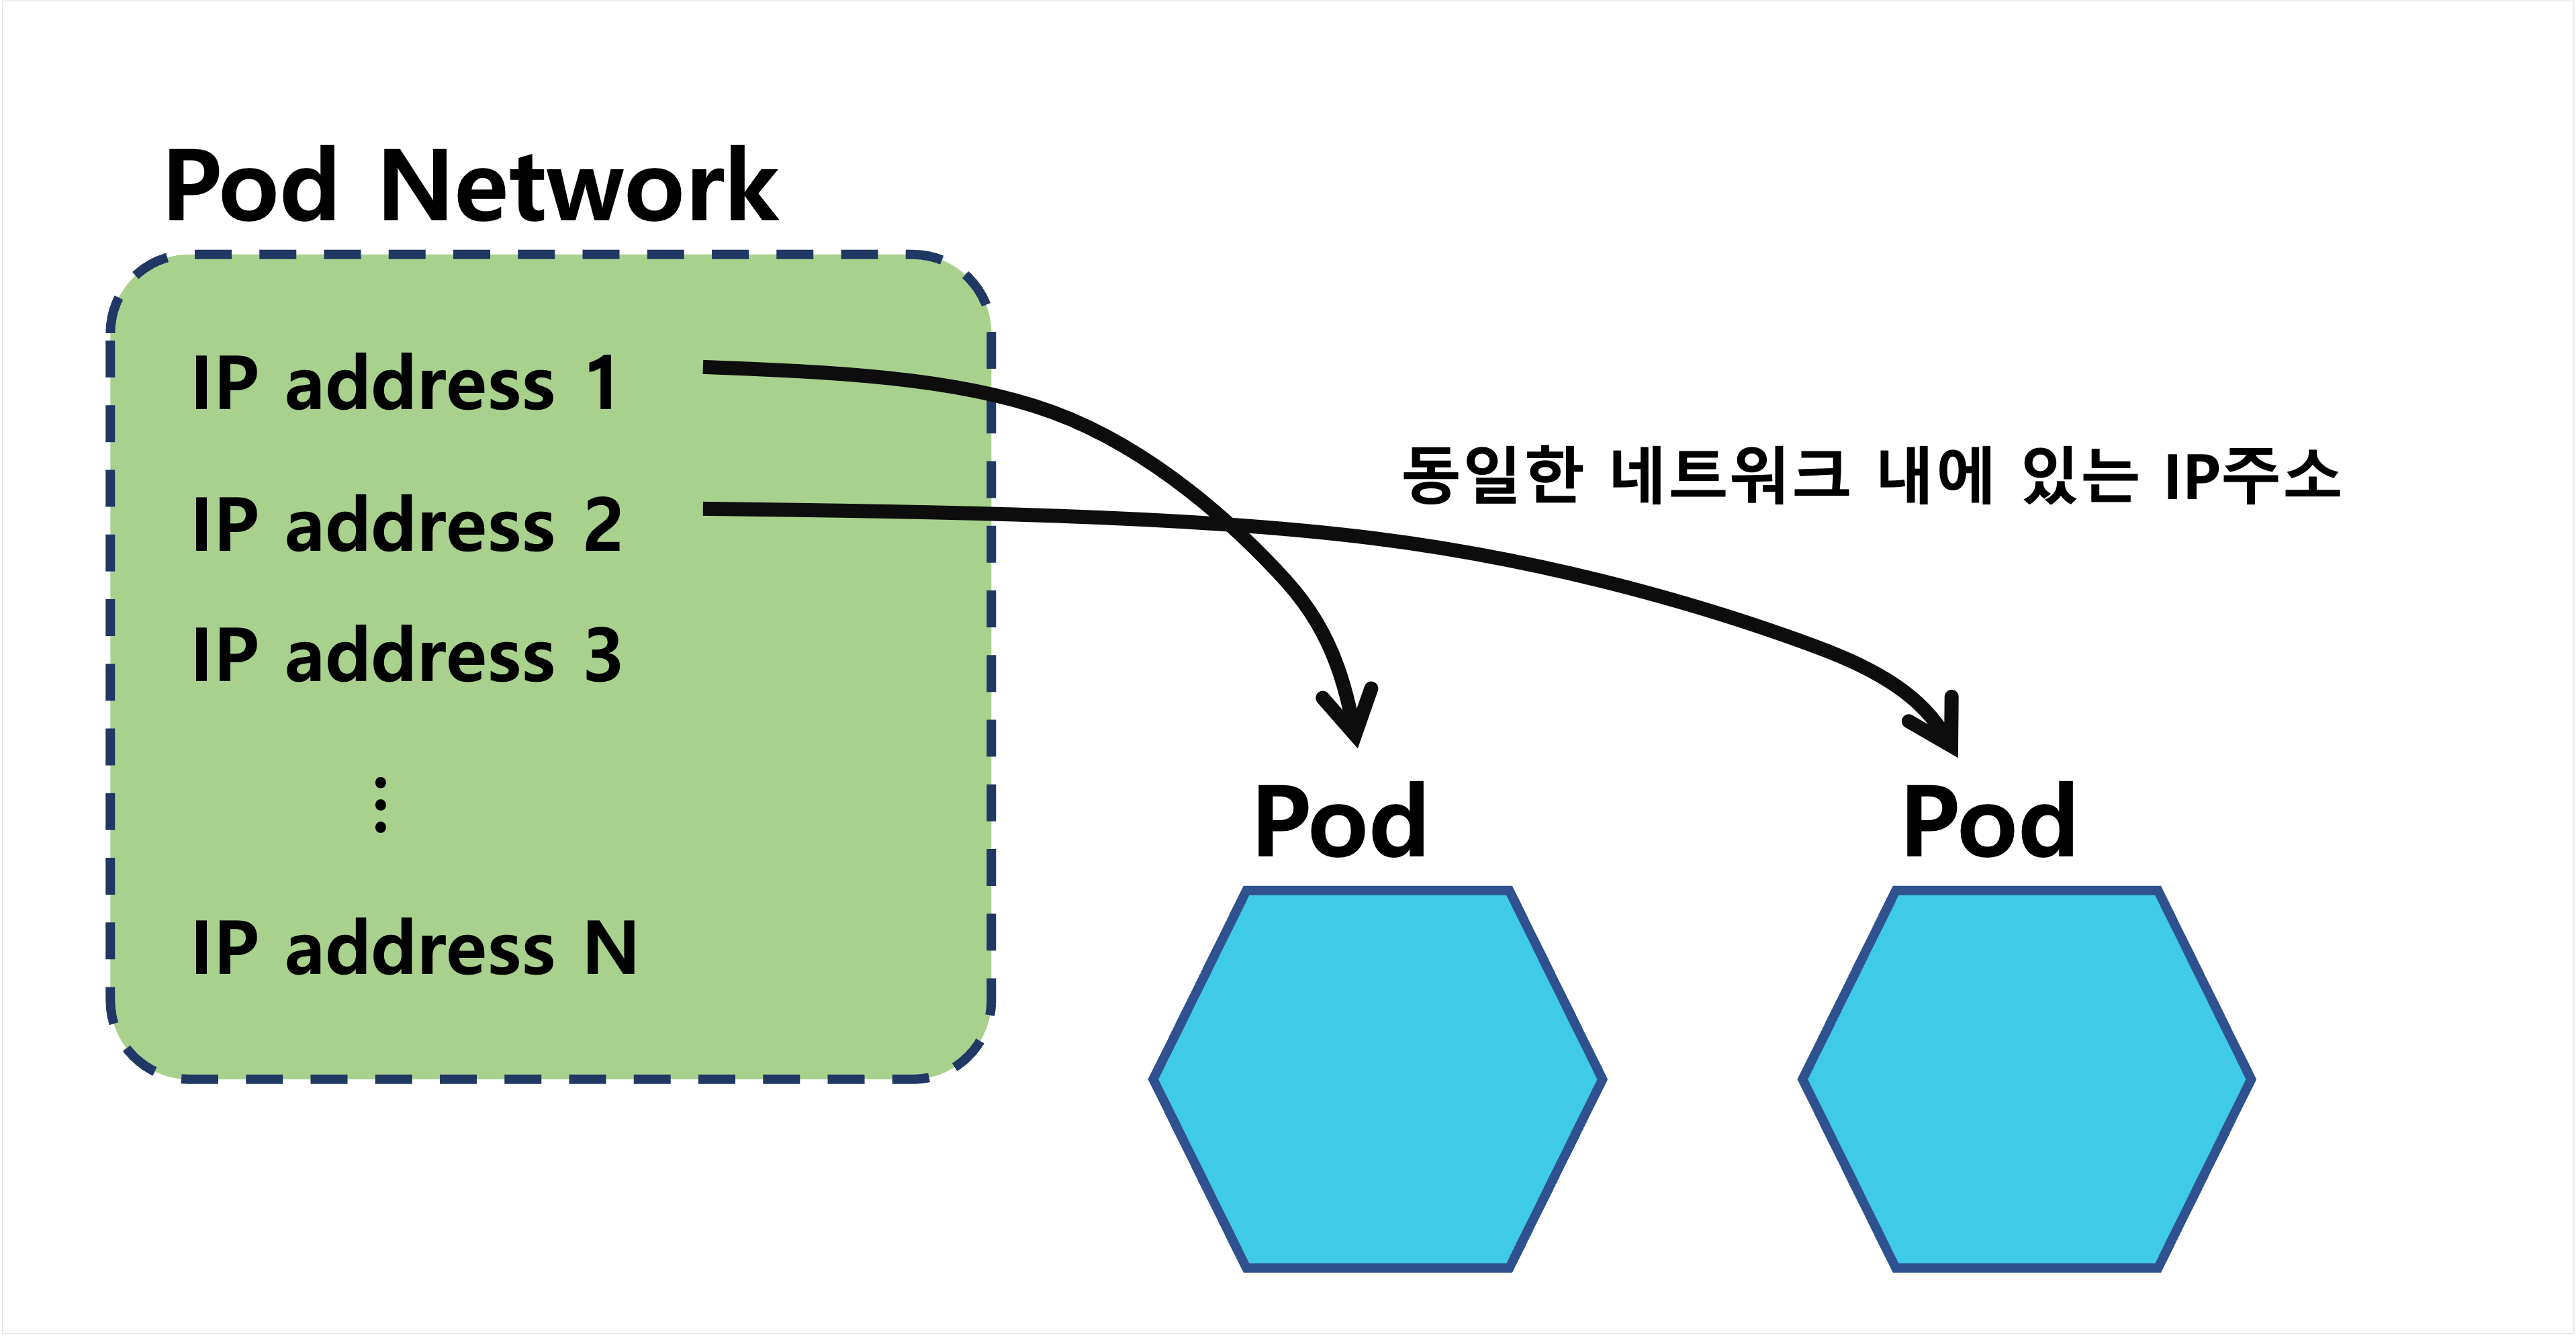 Pod Network
IP address 1
IP address 2
IP address 3
⋮
IP address N
동일한 네트워크 내에 있는 IP주소
Pod
Pod